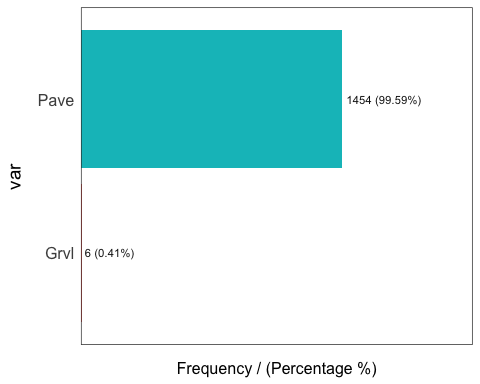 Pave
1454 (99.59%)
var
Grvl
6 (0.41%)
Frequency / (Percentage %)